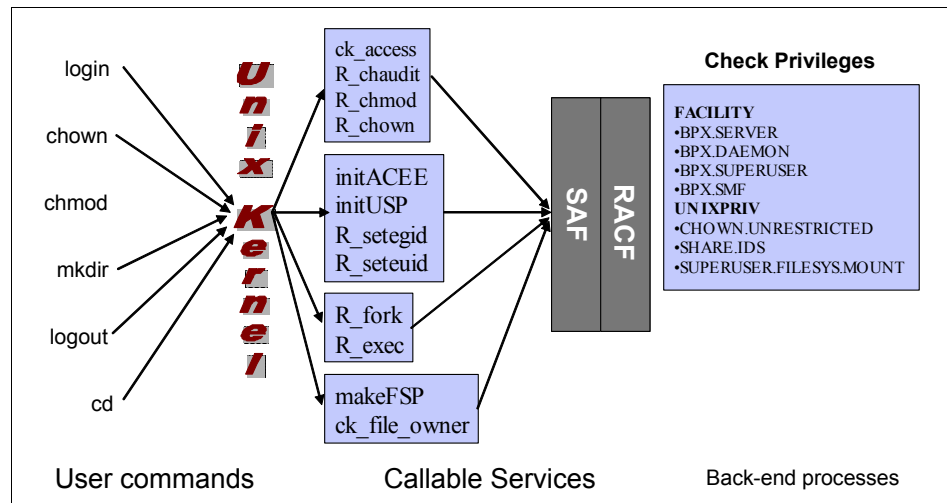 login
chown
chmod
mkdir
logout
cd
Unix Kernel
ck_access
R_chaudit
R_chmod
R_chown
initACEE
initUSP
R_setegid
R_seteuid
R_fork
R_exec
makeFSP
ck_file_owner
SAF
RACF
Check Privileges
FACILITY
•BPX.SERVER
•BPX.DAEMON
•BPX.SUPERUSER
•BPX.SMF
UNIXPRIV
•CHOWN.UNRESTRICTED
•SHARE.IDS
•SUPERUSER.FILESYS.MOUNT
User commands
Callable Services
Back-end processes